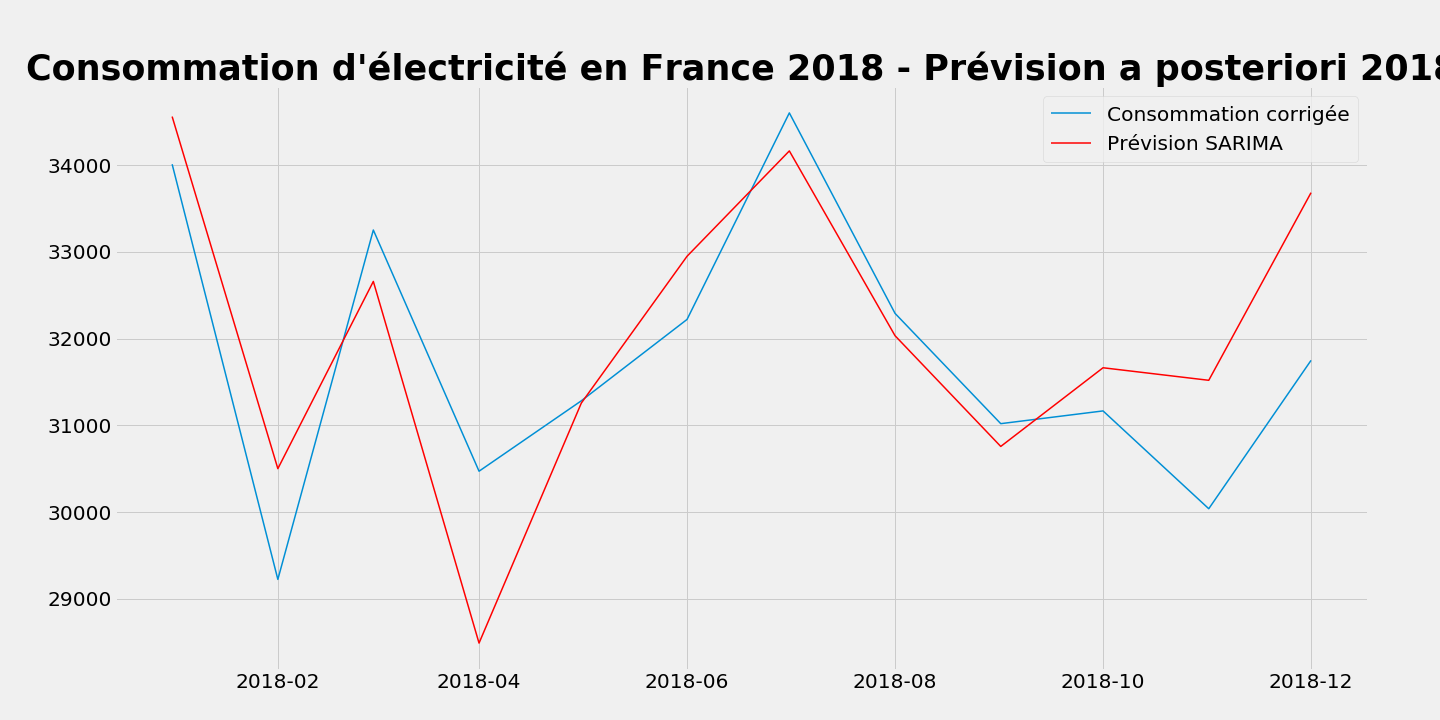 Consommation d'électricité en France 2018 - Prévision a posteriori 2018
Consommation corrigée
Prévision SARIMA
34000
33000
32000
31000
30000
29000
2018-02 2018-04 2018-06 2018-08 2018-10 2018-12